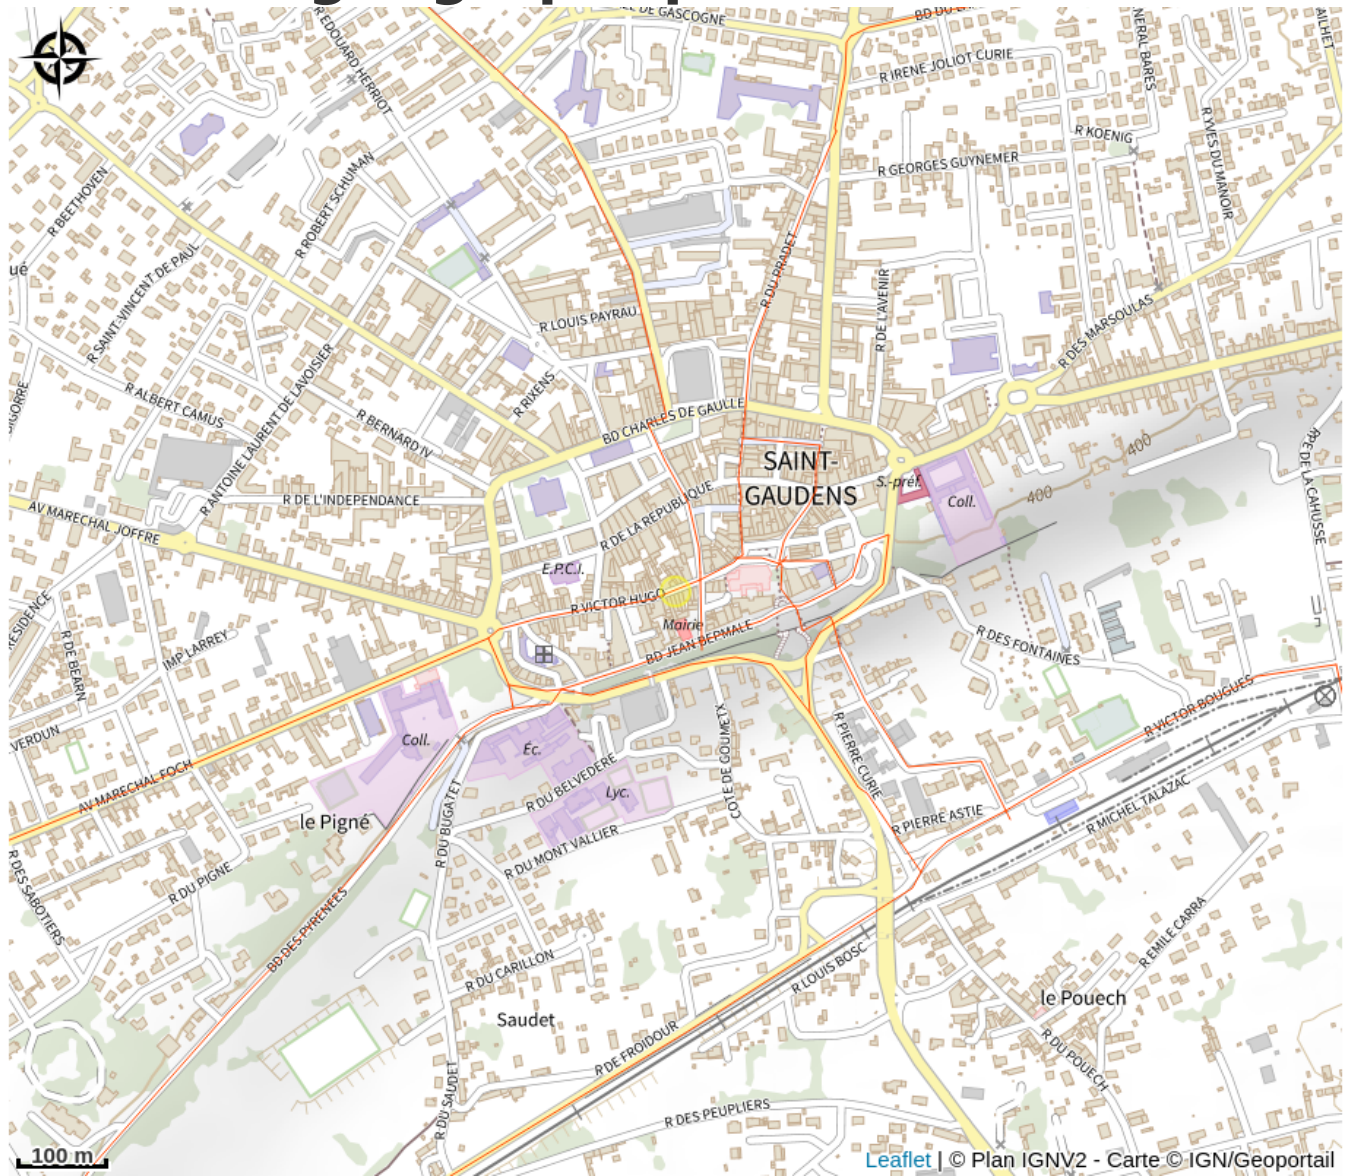 R EDOUARD HERRIOT
DE GASCOGNE
R IRENE JOLIOT CURIE
R KOENIG
R YVES DU MANOIR
R GEORGES GUYNEMER
R BEETHOVEN
R ROBERT SCHUMAN
R SAINT-VINCENT DE PAUL
R DU PRADET
R DE L'AVENIR
R LOUIS PAYRAU
R DES MARSOULAS
R ALBERT CAMUS
R ANTOINE LAURENT DE LAVOISIER
R RIXENS
R BERNARD IV
BD CHARLES DE GAULLE
SAINT-
GAUDENS
S.-préf.
Coll.
400
400
R DE L'INDEPENDANCE
AV MARECHAL JOFFRE
R DE LA REPUBLIQUE
E.P.C.I.
R VICTOR HUGO
Mairie
BD JEAN BEPMALE
R DES FONTAINES
R DE BEARN
IMP LARREY
VERDUN
Coll.
Éc.
Lyc.
R DU BELVEDERE
COTE DE GOUMETX
R PIERRE CURIE
R VICTOR BOUGUES
AV MARECHAL FOCH
le Pigné
R DU BUGATET
R DU MONT VALLIER
R PIERRE ASTIE
R MICHEL TALAZAC
R DES SABOTIERS
R DU PIGNE
BD DES PYRENEES
R DU CARILLON
R LOUIS BOSC
R EMILE CARRA
Saudet
le Pouech
R DE FROIDOUR
R DU POUECH
R DU SAUDET
R DES PEUPLIERS
100 m
Leaflet | © Plan IGNV2 - Carte © IGN/Geoportail